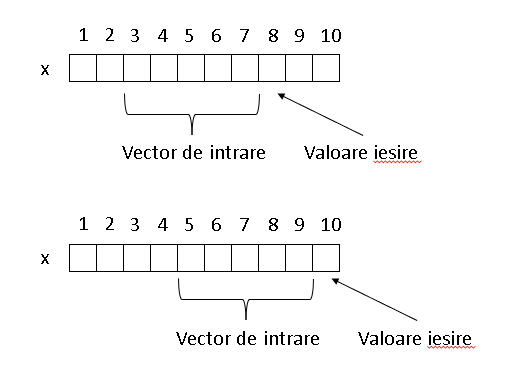 1 2 3 4 5 6 7 8 9 10
x
Vector de intrare Valoare iesire
1 2 3 4 5 6 7 8 9 10
x
Vector de intrare Valoare iesire